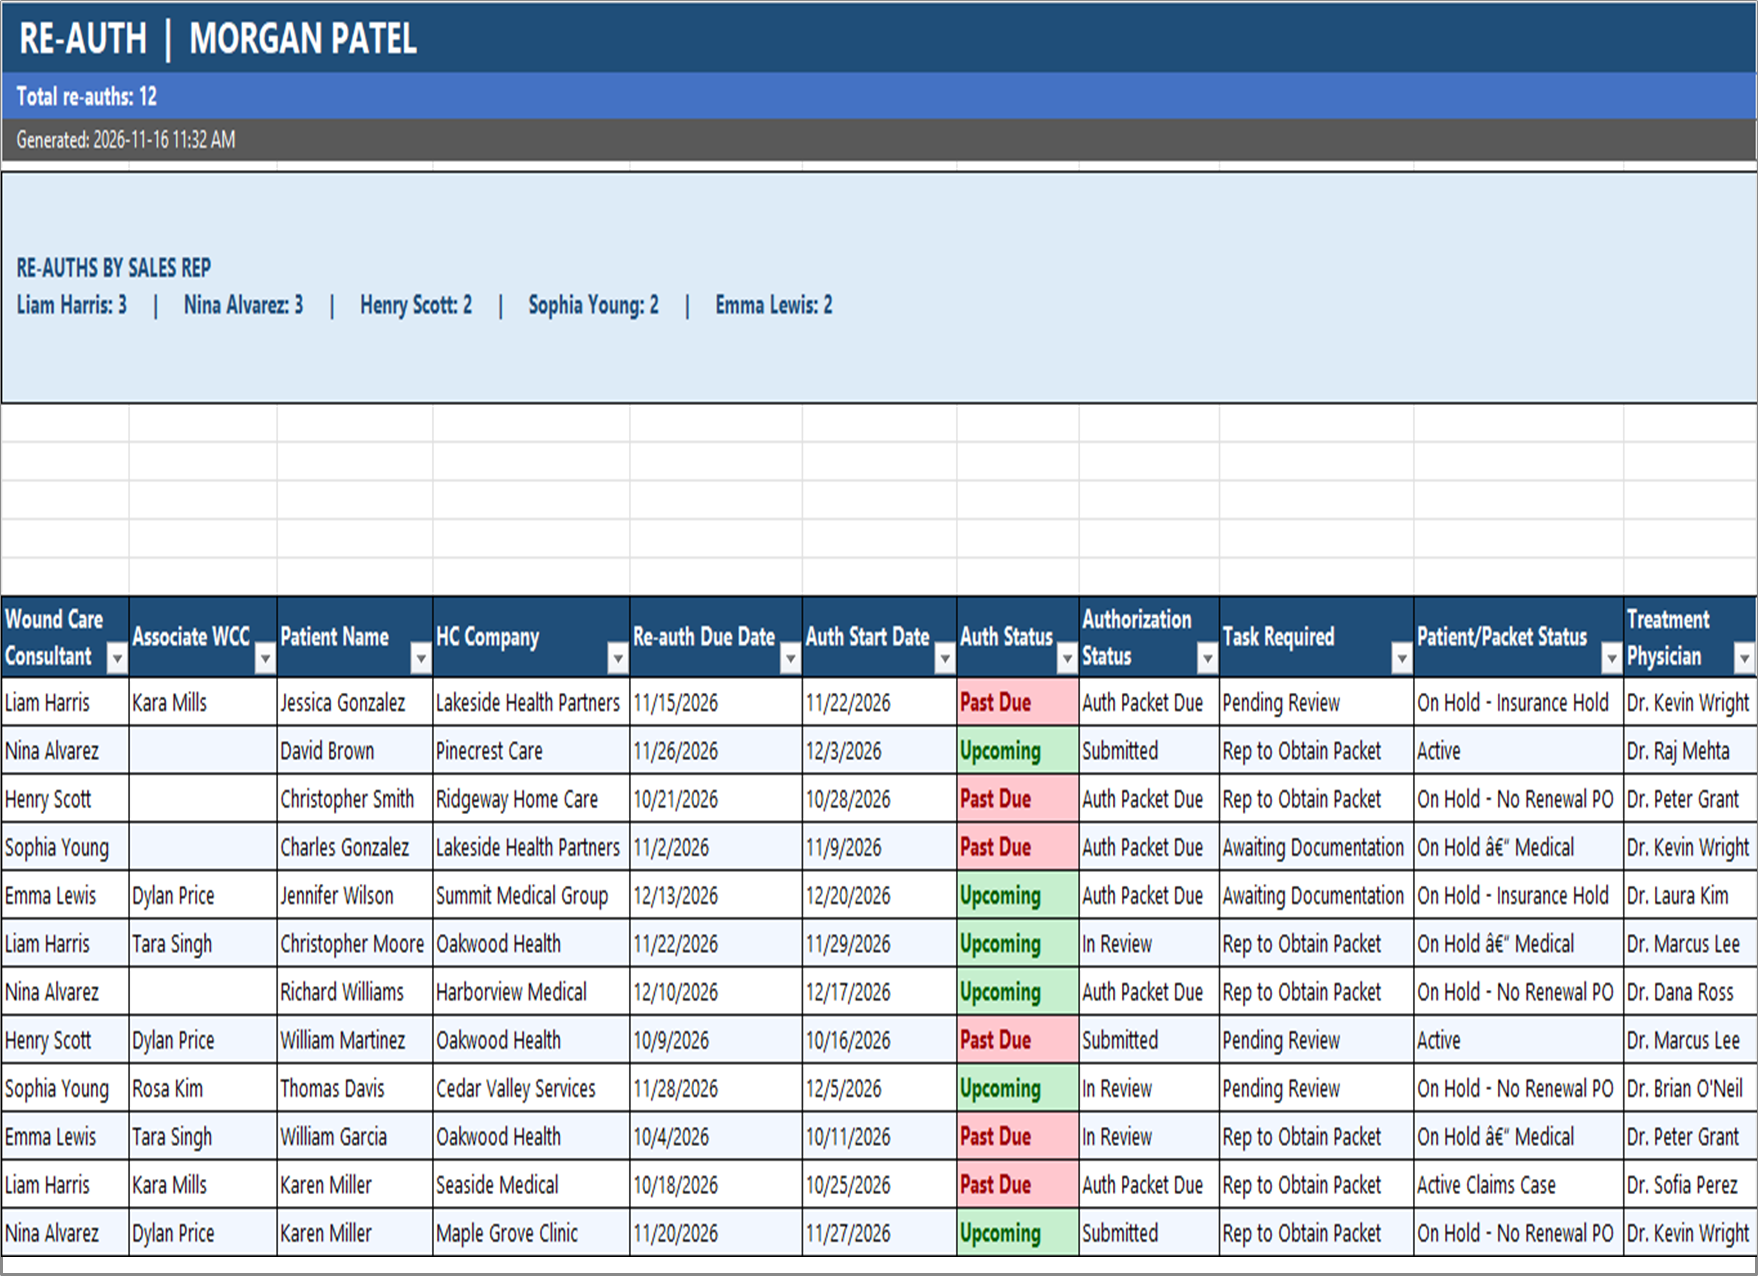 RE-AUTH | MORGAN PATEL
Total re-auths: 12
Generated: 2026-11-16 11:32 AM
RE-AUTHS BY SALES REP
Liam Harris: 3 | Nina Alvarez: 3 | Henry Scott: 2 | Sophia Young: 2 | Emma Lewis: 2
Wound Care Consultant Associate WCC Patient Name HC Company Re-auth Due Date Auth Start Date Auth Status Authorization Status Task Required Patient/Packet Status Treatment Physician
Liam Harris Kara Mills Jessica Gonzalez Lakeside Health Partners 11/15/2026 11/22/2026 Past Due Auth Packet Due Pending Review On Hold - Insurance Hold Dr. Kevin Wright
Nina Alvarez David Brown Pinecrest Care 11/26/2026 12/3/2026 Upcoming Submitted Rep to Obtain Packet Active Dr. Raj Mehta
Henry Scott Christopher Smith Ridgeway Home Care 10/21/2026 10/28/2026 Past Due Auth Packet Due Rep to Obtain Packet On Hold - No Renewal PO Dr. Peter Grant
Sophia Young Charles Gonzalez Lakeside Health Partners 11/2/2026 11/9/2026 Past Due Auth Packet Due Awaiting Documentation On Hold â€“ Medical Dr. Kevin Wright
Emma Lewis Dylan Price Jennifer Wilson Summit Medical Group 12/13/2026 12/20/2026 Upcoming Auth Packet Due Awaiting Documentation On Hold - Insurance Hold Dr. Laura Kim
Liam Harris Tara Singh Christopher Moore Oakwood Health 11/22/2026 11/29/2026 Upcoming In Review Rep to Obtain Packet On Hold â€“ Medical Dr. Marcus Lee
Nina Alvarez Richard Williams Harborview Medical 12/10/2026 12/17/2026 Upcoming Auth Packet Due Rep to Obtain Packet On Hold - No Renewal PO Dr. Dana Ross
Henry Scott Dylan Price William Martinez Oakwood Health 10/9/2026 10/16/2026 Past Due Submitted Pending Review Active Dr. Marcus Lee
Sophia Young Rosa Kim Thomas Davis Cedar Valley Services 11/28/2026 12/5/2026 Upcoming In Review Pending Review On Hold - No Renewal PO Dr. Brian O'Neil
Emma Lewis Tara Singh William Garcia Oakwood Health 10/4/2026 10/11/2026 Past Due In Review Rep to Obtain Packet On Hold â€“ Medical Dr. Peter Grant
Liam Harris Kara Mills Karen Miller Seaside Medical 10/18/2026 10/25/2026 Past Due Auth Packet Due Rep to Obtain Packet Active Claims Case Dr. Sofia Perez
Nina Alvarez Dylan Price Karen Miller Maple Grove Clinic 11/20/2026 11/27/2026 Upcoming Submitted Rep to Obtain Packet On Hold - No Renewal PO Dr. Kevin Wright